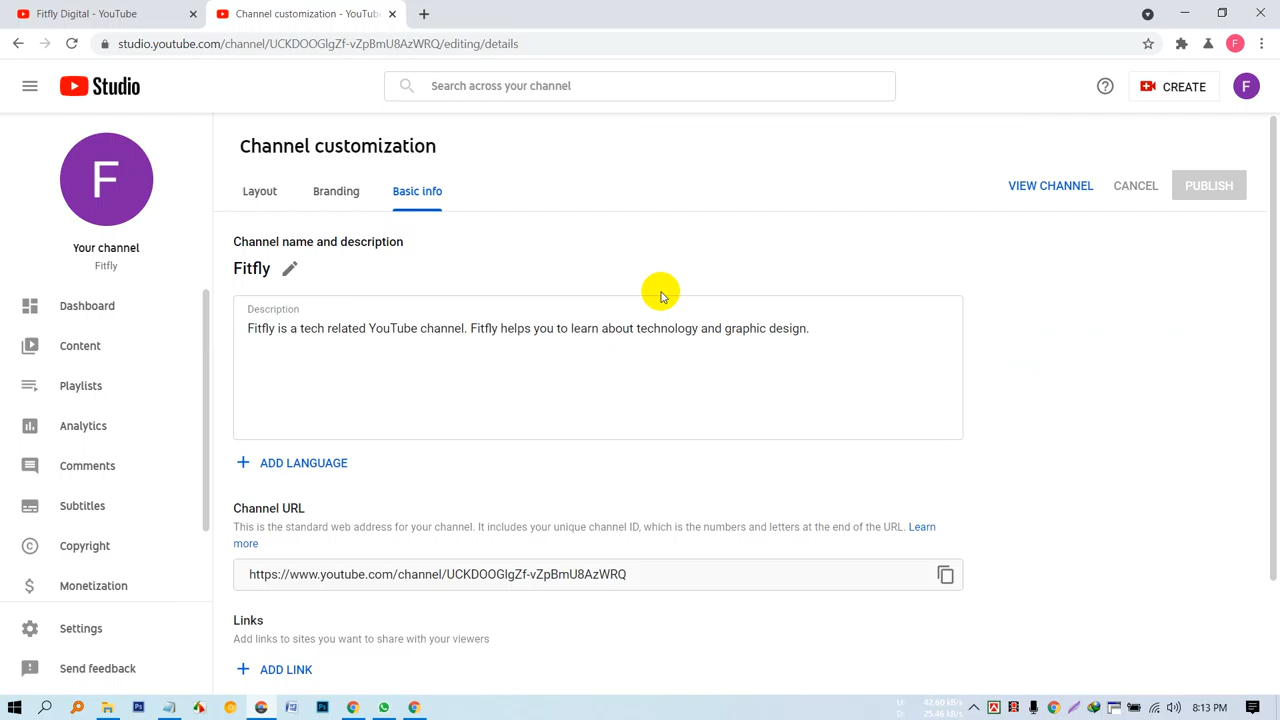 Fitfly Digital - YouTube
Channel customization - YouTub
studio.youtube.com/channel/UCKDOOGlgZf-vZpBmU8AzWRQ/editing/details
F
Studio
Search across your channel
CREATE
F
F
Your channel
Fitfly
Dashboard
Content
Playlists
Analytics
Comments
Subtitles
Copyright
Monetization
Settings
Send feedback
Channel customization
Layout Branding Basic info
VIEW CHANNEL CANCEL PUBLISH
Channel name and description
Fitfly
Description
Fitfly is a tech related YouTube channel. Fitfly helps you to learn about technology and graphic design.
ADD LANGUAGE
Channel URL
This is the standard web address for your channel. It includes your unique channel ID, which is the numbers and letters at the end of the URL. Learn
more
https://www.youtube.com/channel/UCKDOOGlgZf-vZpBmU8AzWRQ
Links
Add links to sites you want to share with your viewers
ADD LINK
U: 42.60 kB/s
D: 25.46 kB/s
8:13 PM